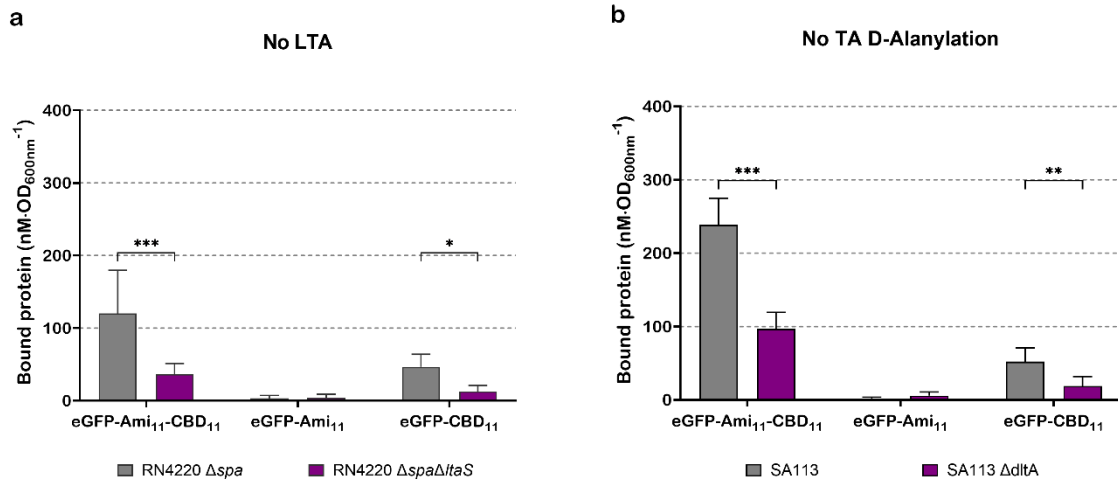 a
No LTA
Bound protein (nM·OD600nm-1)
400
300
200
100
0
***
*
eGFP-Ami11-CBD11
eGFP-Ami11
eGFP-CBD11
RN4220 Δspa
RN4220 ΔspaΔltaS
b
No TA D-Alanylation
Bound protein (nM·OD600nm-1)
400
300
200
100
0
***
**
eGFP-Ami11-CBD11
eGFP-Ami11
eGFP-CBD11
SA113
SA113 ΔdltA